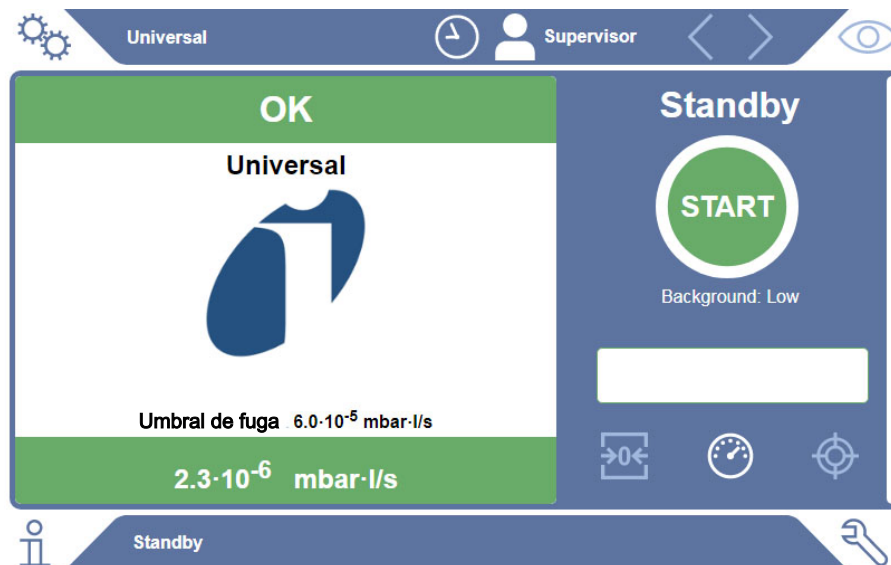 Universal
Supervisor
OK
Universal
Umbral de fuga 6.0·10⁻⁵ mbar·l/s
2.3·10⁻⁶ mbar·l/s
Standby
START
Background: Low
→0←
Standby